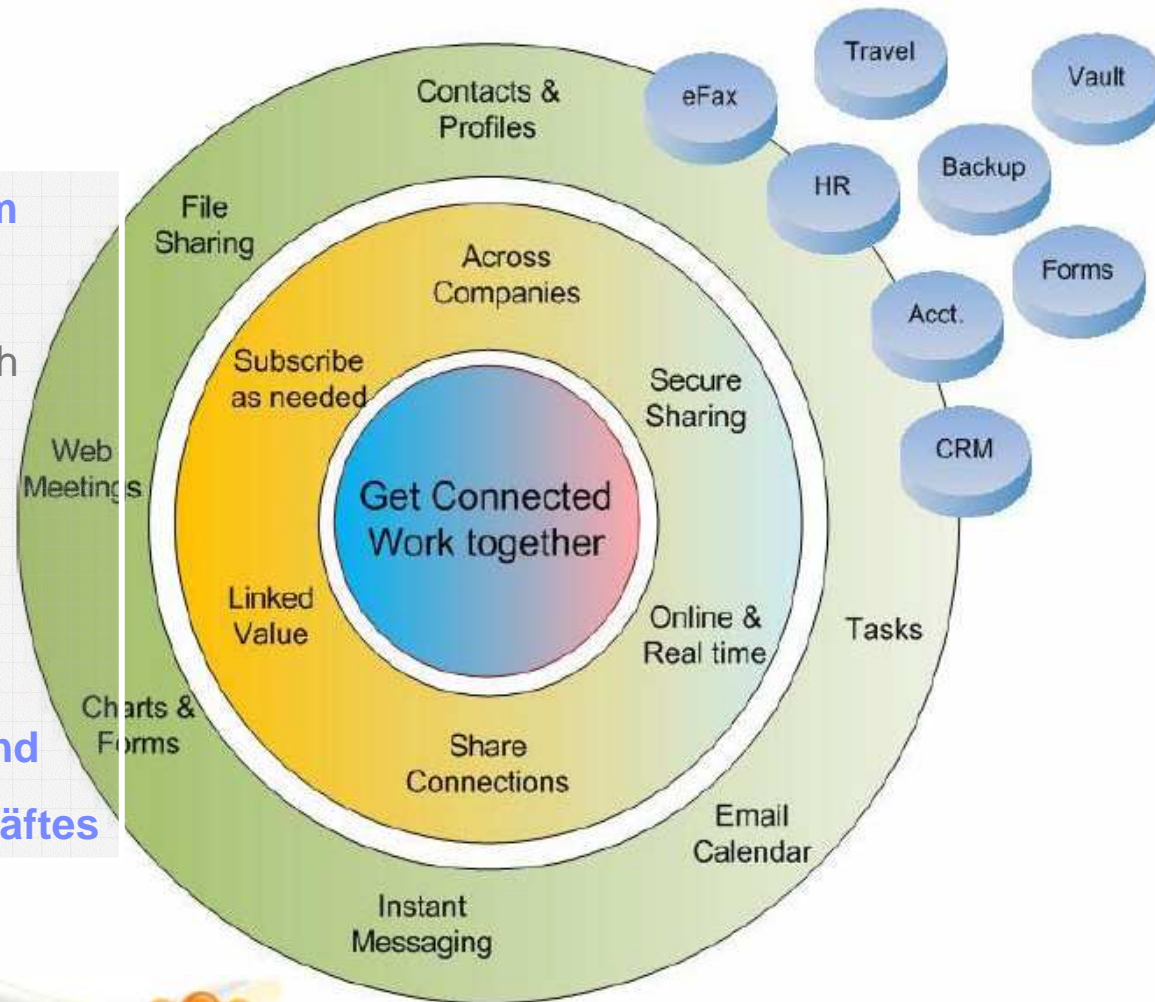 Travel
Vault
eFax
Contacts &
Profiles
Backup
HR
File
Sharing
Across
Companies
Forms
Acct.
Subscribe
as needed
Secure
Sharing
Web
Meetings
CRM
Get Connected
Work together
Linked
Value
Online &
Real time
Tasks
Charts &
Forms
Share
Connections
Email
Calendar
Instant
Messaging